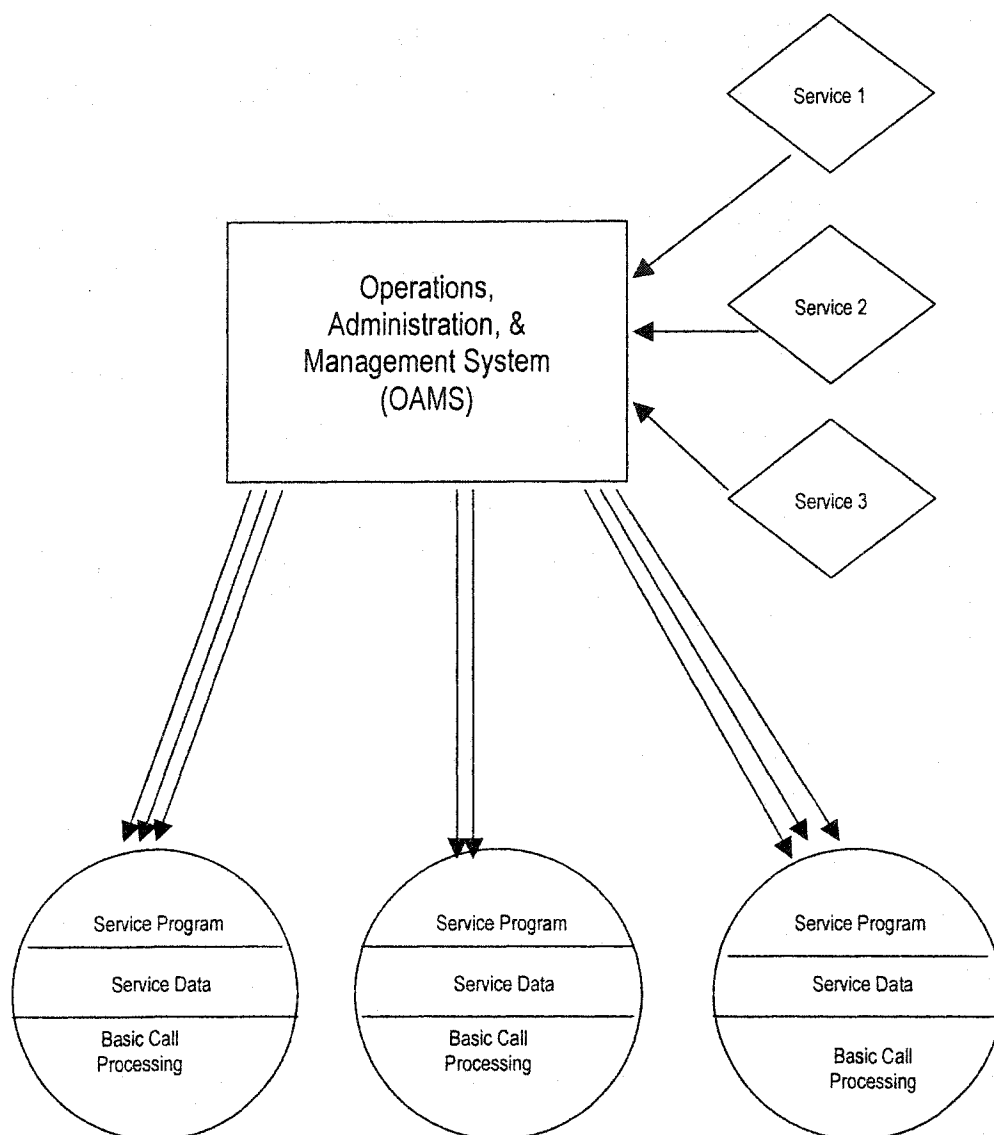 Service 1
Operations,
Administration, &
Management System
(OAMS)
Service 2
Service 3
Service Program
Service Data
Basic Call
Processing
Service Program
Service Data
Basic Call
Processing
Service Program
Service Data
Basic Call
Processing